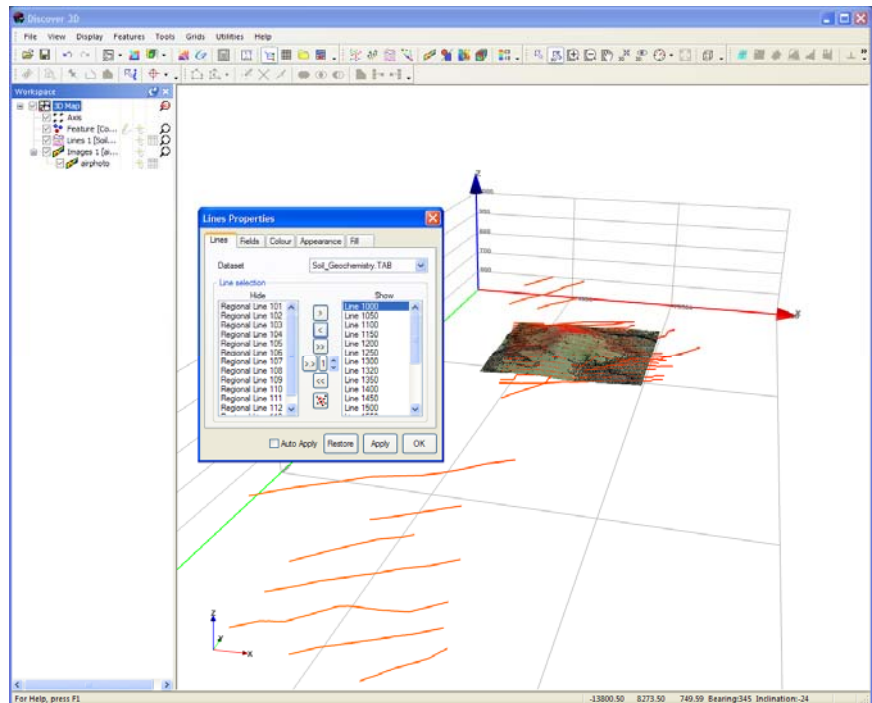 Discover 3D
File View Display Features Tools Grids Utilities Help
Workspace
3D Map
Axis
Feature [Co...
Lines 1 [Soil...
Images 1 [ai...
airphoto
Z
700
X
Lines Properties
Lines Fields Colour Appearance Fill
Dataset Soil_Geochemistry.TAB
Line selection
Hide Show
Regional Line 101 Line 1000
Regional Line 102 Line 1050
Regional Line 103 Line 1100
Regional Line 104 Line 1150
Regional Line 105 Line 1200
Regional Line 106 Line 1250
Regional Line 107 Line 1300
Regional Line 108 Line 1320
Regional Line 109 Line 1350
Regional Line 110 Line 1400
Regional Line 111 Line 1450
Regional Line 112 Line 1500
> < >> >> 1 <<
Auto Apply Restore Apply OK
Z
Y
X
For Help, press F1
-13800.50 8273.50 749.59 Bearing:345 Inclination:-24